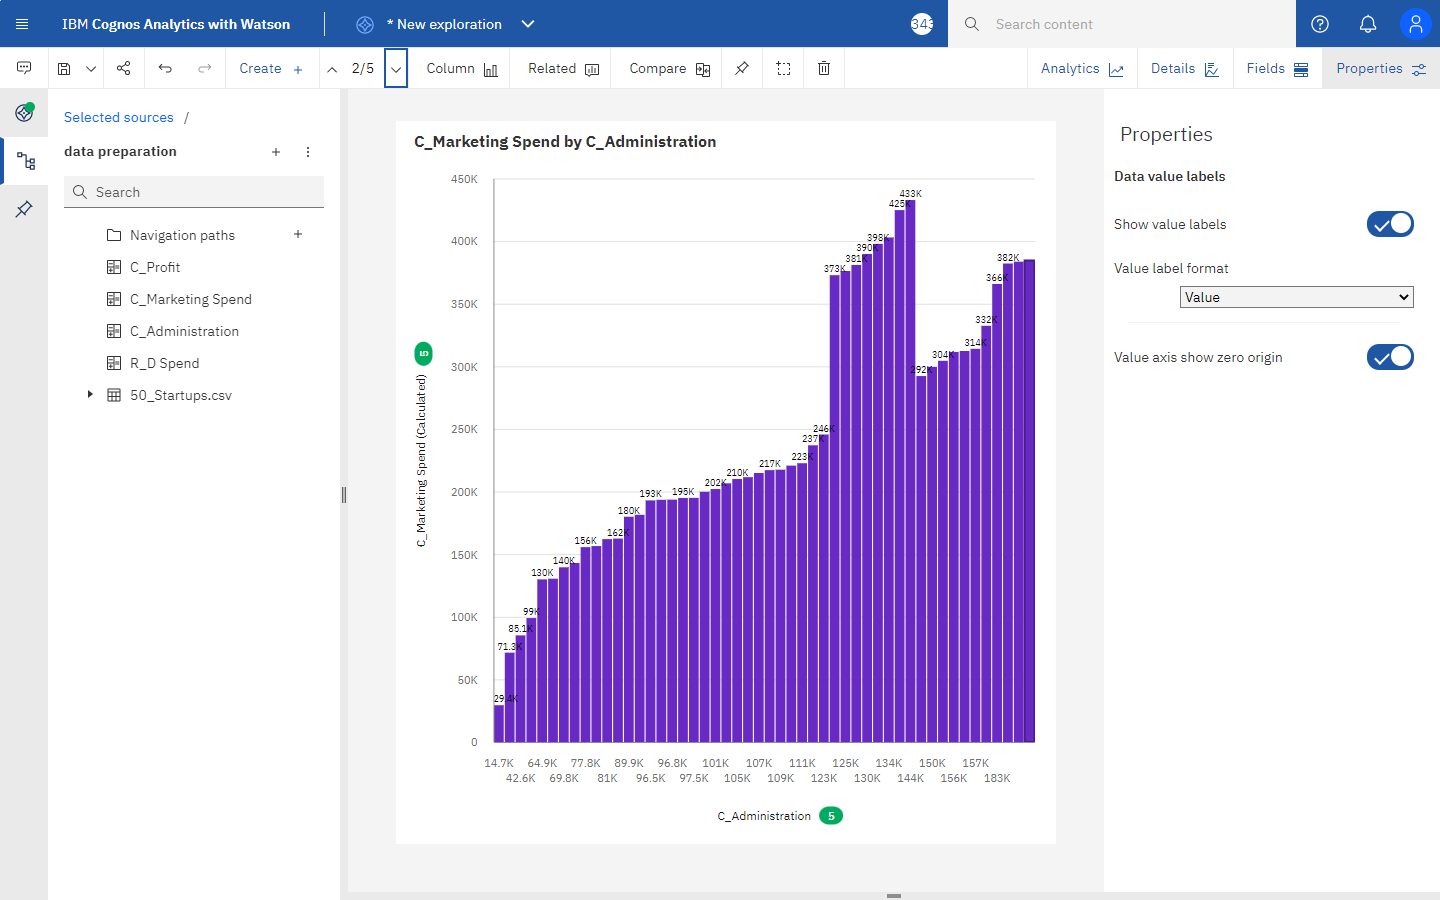 IBM Cognos Analytics with Watson
* New exploration
343
Search content
Create
2/5
Column
Related
Compare
Analytics
Details
Fields
Properties
Selected sources /
data preparation
Search
Navigation paths
C_Profit
C_Marketing Spend
C_Administration
R_D Spend
50_Startups.csv
C_Marketing Spend by C_Administration
450K
400K
350K
300K
250K
200K
150K
100K
50K
0
C_Marketing Spend (Calculated)
5
29.4K
71.3K
85.1K
99K
130K
140K
156K
162K
180K
193K
195K
202K
210K
217K
223K
237K
246K
373K
381K
390K
398K
425K
433K
292K
304K
314K
332K
366K
382K
14.7K 64.9K 77.8K 89.9K 96.8K 101K 107K 111K 125K 134K 150K 157K
42.6K 69.8K 81K 96.5K 97.5K 105K 109K 123K 130K 144K 156K 183K
C_Administration 5
Properties
Data value labels
Show value labels
Value label format
Value
Value axis show zero origin